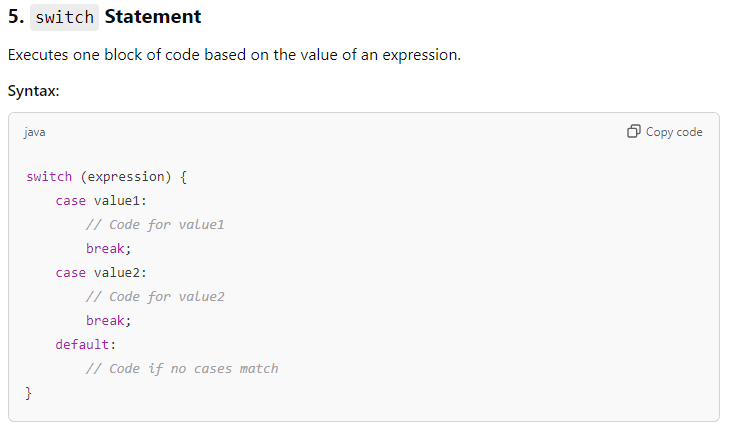 5. switch Statement
Executes one block of code based on the value of an expression.
Syntax:
java
Copy code
switch (expression) {
    case value1:
        // Code for value1
        break;
    case value2:
        // Code for value2
        break;
    default:
        // Code if no cases match
}